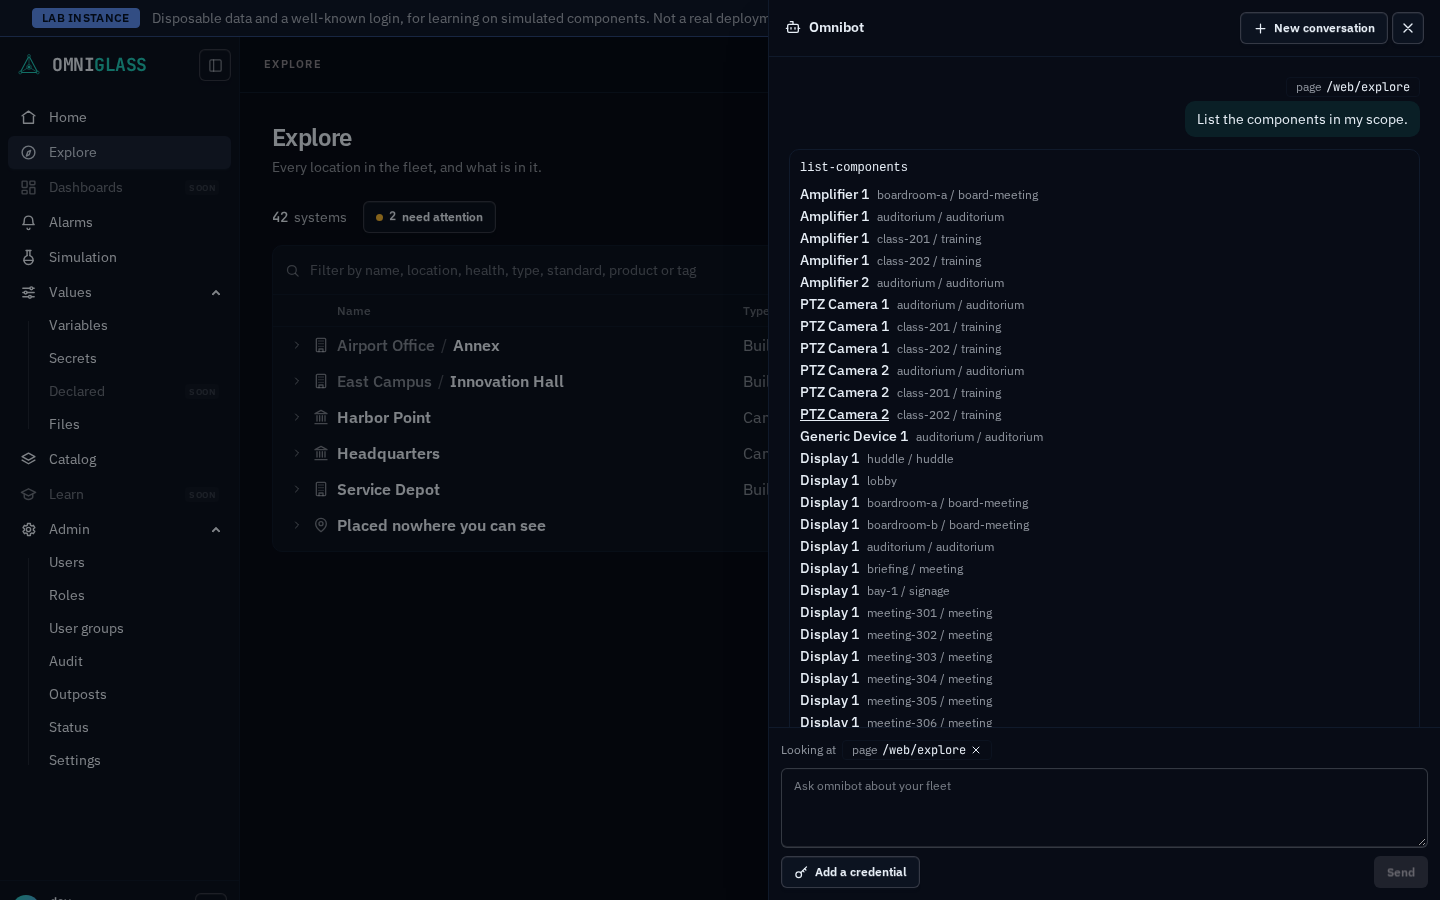 LAB INSTANCE Disposable data and a well-known login, for learning on simulated components. Not a real deploym
OMNIGLASS
Home
Explore
Dashboards SOON
Alarms
Simulation
Values
Variables
Secrets
Declared SOON
Files
Catalog
Learn SOON
Admin
Users
Roles
User groups
Audit
Outposts
Status
Settings
EXPLORE
Explore
Every location in the fleet, and what is in it.
42 systems 2 need attention
Filter by name, location, health, type, standard, product or tag
Name Type
Airport Office / Annex Buil
East Campus / Innovation Hall Buil
Harbor Point Cam
Headquarters Cam
Service Depot Buil
Placed nowhere you can see
Omnibot
New conversation
page /web/explore
List the components in my scope.
list-components
Amplifier 1 boardroom-a / board-meeting
Amplifier 1 auditorium / auditorium
Amplifier 1 class-201 / training
Amplifier 1 class-202 / training
Amplifier 2 auditorium / auditorium
PTZ Camera 1 auditorium / auditorium
PTZ Camera 1 class-201 / training
PTZ Camera 1 class-202 / training
PTZ Camera 2 auditorium / auditorium
PTZ Camera 2 class-201 / training
PTZ Camera 2 class-202 / training
Generic Device 1 auditorium / auditorium
Display 1 huddle / huddle
Display 1 lobby
Display 1 boardroom-a / board-meeting
Display 1 boardroom-b / board-meeting
Display 1 auditorium / auditorium
Display 1 briefing / meeting
Display 1 bay-1 / signage
Display 1 meeting-301 / meeting
Display 1 meeting-302 / meeting
Display 1 meeting-303 / meeting
Display 1 meeting-304 / meeting
Display 1 meeting-305 / meeting
Display 1 meeting-306 / meeting
Looking at page /web/explore
Ask omnibot about your fleet
Add a credential
Send